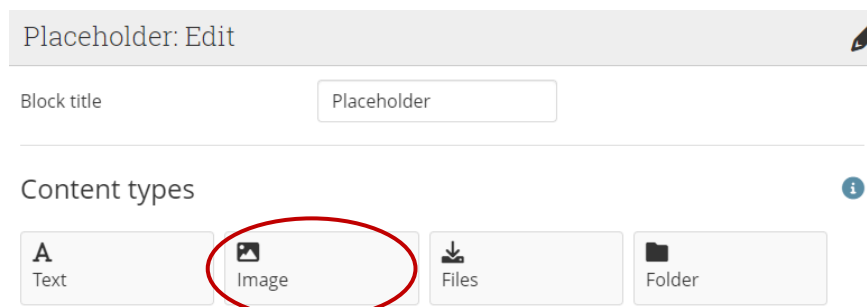 Placeholder: Edit
Block title
Placeholder
Content types
Text
Image
Files
Folder